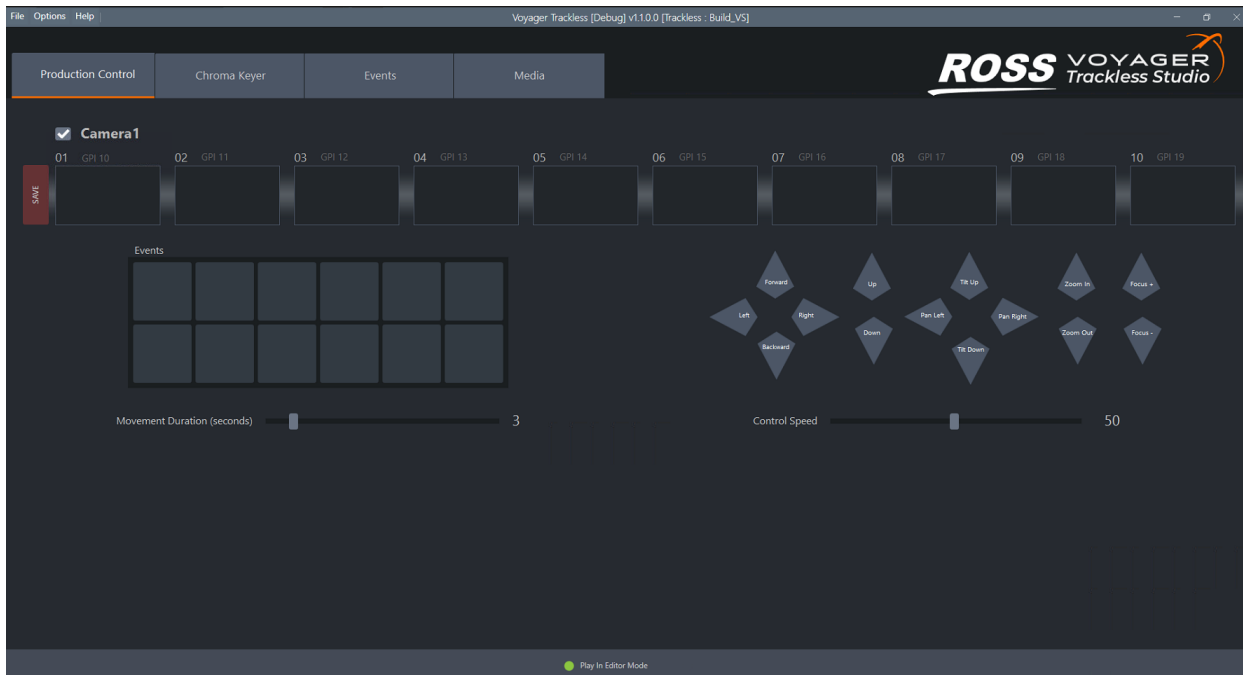 File Options Help
Voyager Trackless [Debug] v1.1.0.0 [Trackless : Build_VS]
Production Control
Chroma Keyer
Events
Media
ROSS VOYAGER
Trackless Studio
Camera1
01 GPI 10
02 GPI 11
03 GPI 12
04 GPI 13
05 GPI 14
06 GPI 15
07 GPI 16
08 GPI 17
09 GPI 18
10 GPI 19
SAVE
Events
Forward
Left
Right
Backward
Up
Down
Tilt Up
Pan Left
Pan Right
Tilt Down
Zoom In
Zoom Out
Focus +
Focus -
Movement Duration (seconds) 3
Control Speed 50
Play In Editor Mode